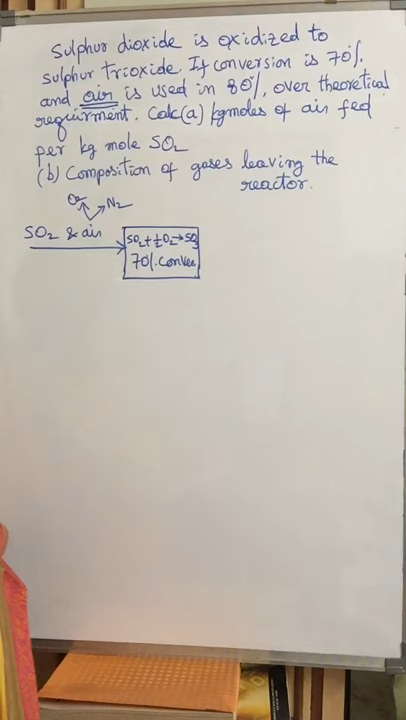 Sulphur dioxide is oxidized to
sulphur trioxide. If conversion is 70%.
and air is used in 80% over theoretical
requirment. Calc(a) kgmoles of air fed
per kg mole SO2
(b) Composition of gases leaving the
reactor.
O2 N2
SO2 & air
SO2+½O2→SO3
70%.conver